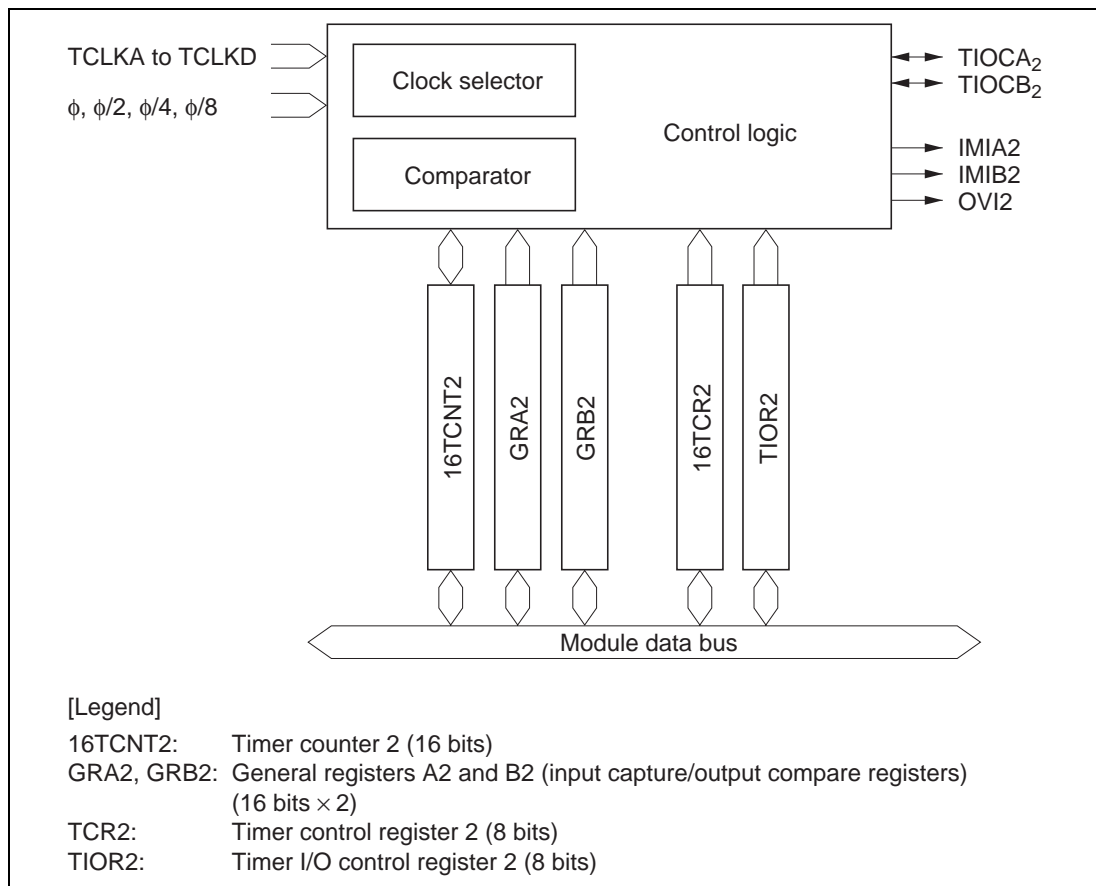 TCLKA to TCLKD
ϕ, ϕ/2, ϕ/4, ϕ/8
Clock selector
Comparator
Control logic
TIOCA₂
TIOCB₂
IMIA2
IMIB2
OVI2
16TCNT2
GRA2
GRB2
16TCR2
TIOR2
Module data bus
[Legend]
16TCNT2: Timer counter 2 (16 bits)
GRA2, GRB2: General registers A2 and B2 (input capture/output compare registers)
(16 bits × 2)
TCR2: Timer control register 2 (8 bits)
TIOR2: Timer I/O control register 2 (8 bits)